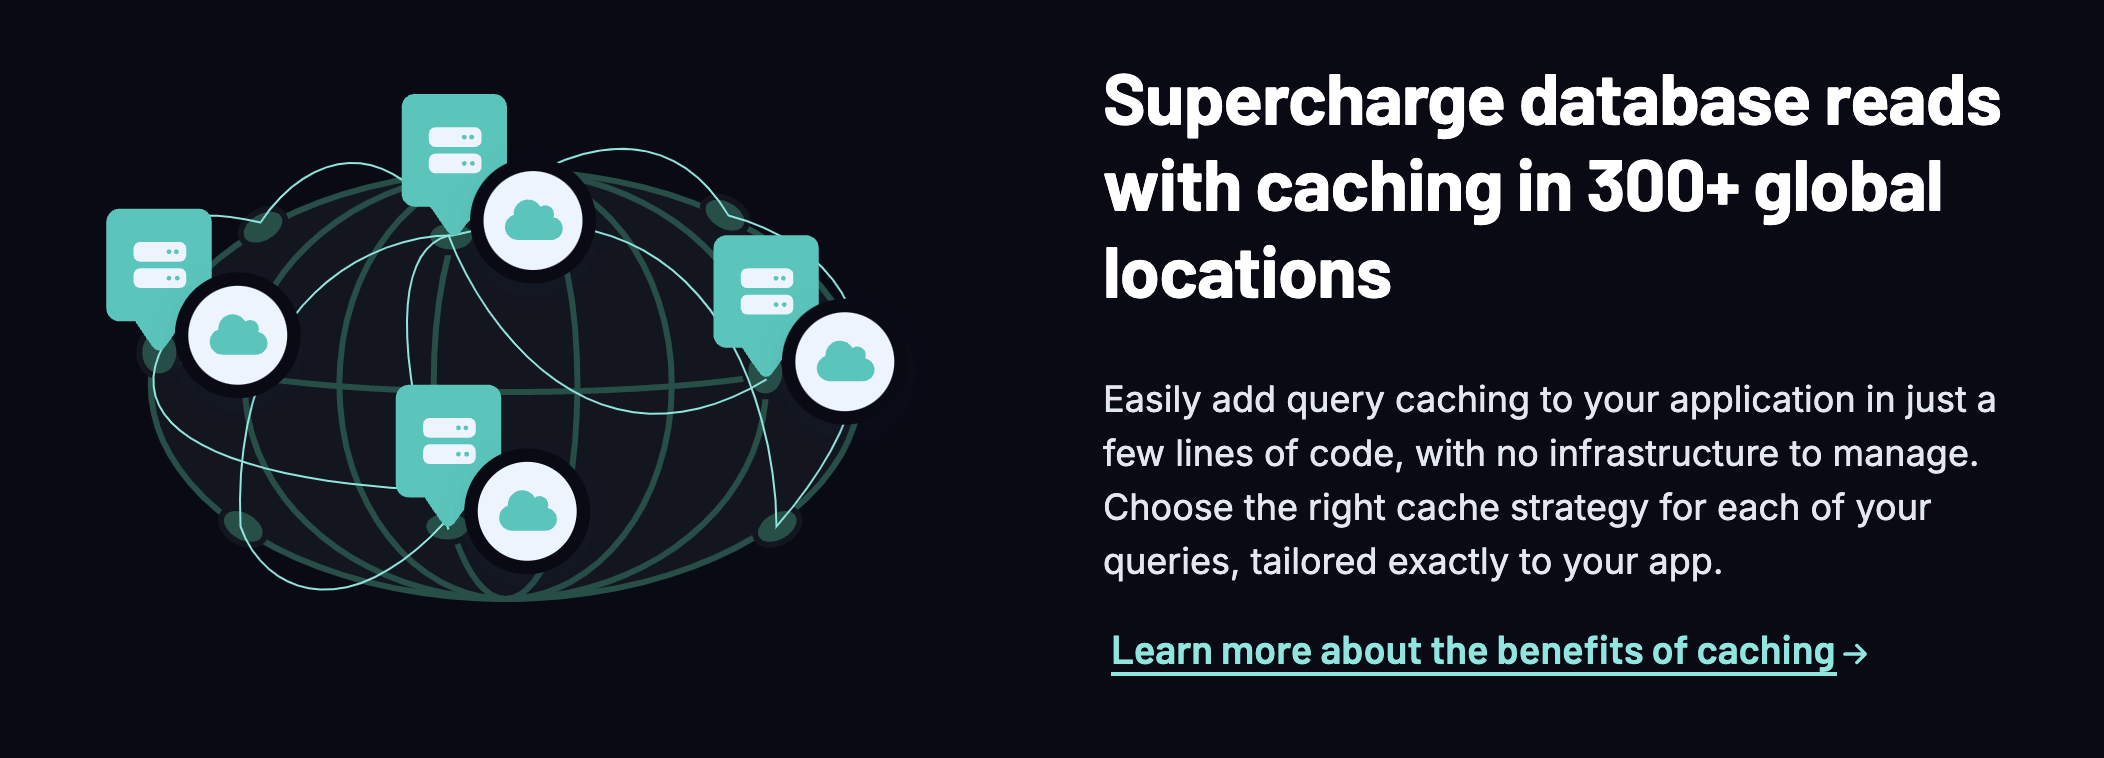 Supercharge database reads
with caching in 300+ global
locations
Easily add query caching to your application in just a
few lines of code, with no infrastructure to manage.
Choose the right cache strategy for each of your
queries, tailored exactly to your app.
Learn more about the benefits of caching →